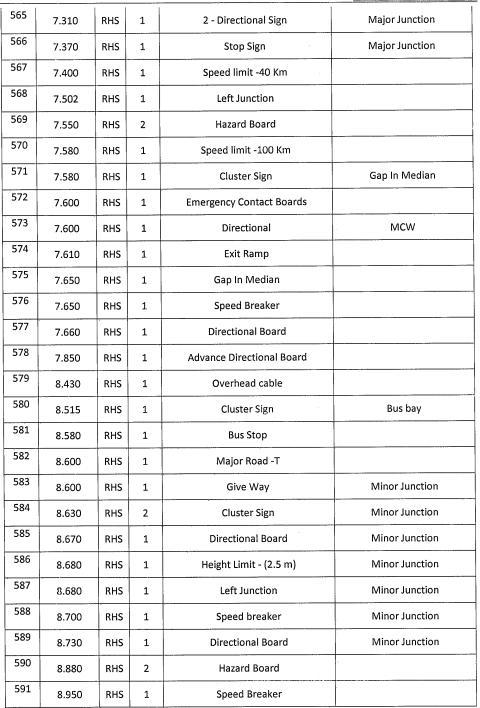 565 7.310 RHS 1 2 - Directional Sign Major Junction
566 7.370 RHS 1 Stop Sign Major Junction
567 7.400 RHS 1 Speed limit -40 Km
568 7.502 RHS 1 Left Junction
569 7.550 RHS 2 Hazard Board
570 7.580 RHS 1 Speed limit -100 Km
571 7.580 RHS 1 Cluster Sign Gap In Median
572 7.600 RHS 1 Emergency Contact Boards
573 7.600 RHS 1 Directional MCW
574 7.610 RHS 1 Exit Ramp
575 7.650 RHS 1 Gap In Median
576 7.650 RHS 1 Speed Breaker
577 7.660 RHS 1 Directional Board
578 7.850 RHS 1 Advance Directional Board
579 8.430 RHS 1 Overhead cable
580 8.515 RHS 1 Cluster Sign Bus bay
581 8.580 RHS 1 Bus Stop
582 8.600 RHS 1 Major Road -T
583 8.600 RHS 1 Give Way Minor Junction
584 8.630 RHS 2 Cluster Sign Minor Junction
585 8.670 RHS 1 Directional Board Minor Junction
586 8.680 RHS 1 Height Limit - (2.5 m) Minor Junction
587 8.680 RHS 1 Left Junction Minor Junction
588 8.700 RHS 1 Speed breaker Minor Junction
589 8.730 RHS 1 Directional Board Minor Junction
590 8.880 RHS 2 Hazard Board
591 8.950 RHS 1 Speed Breaker